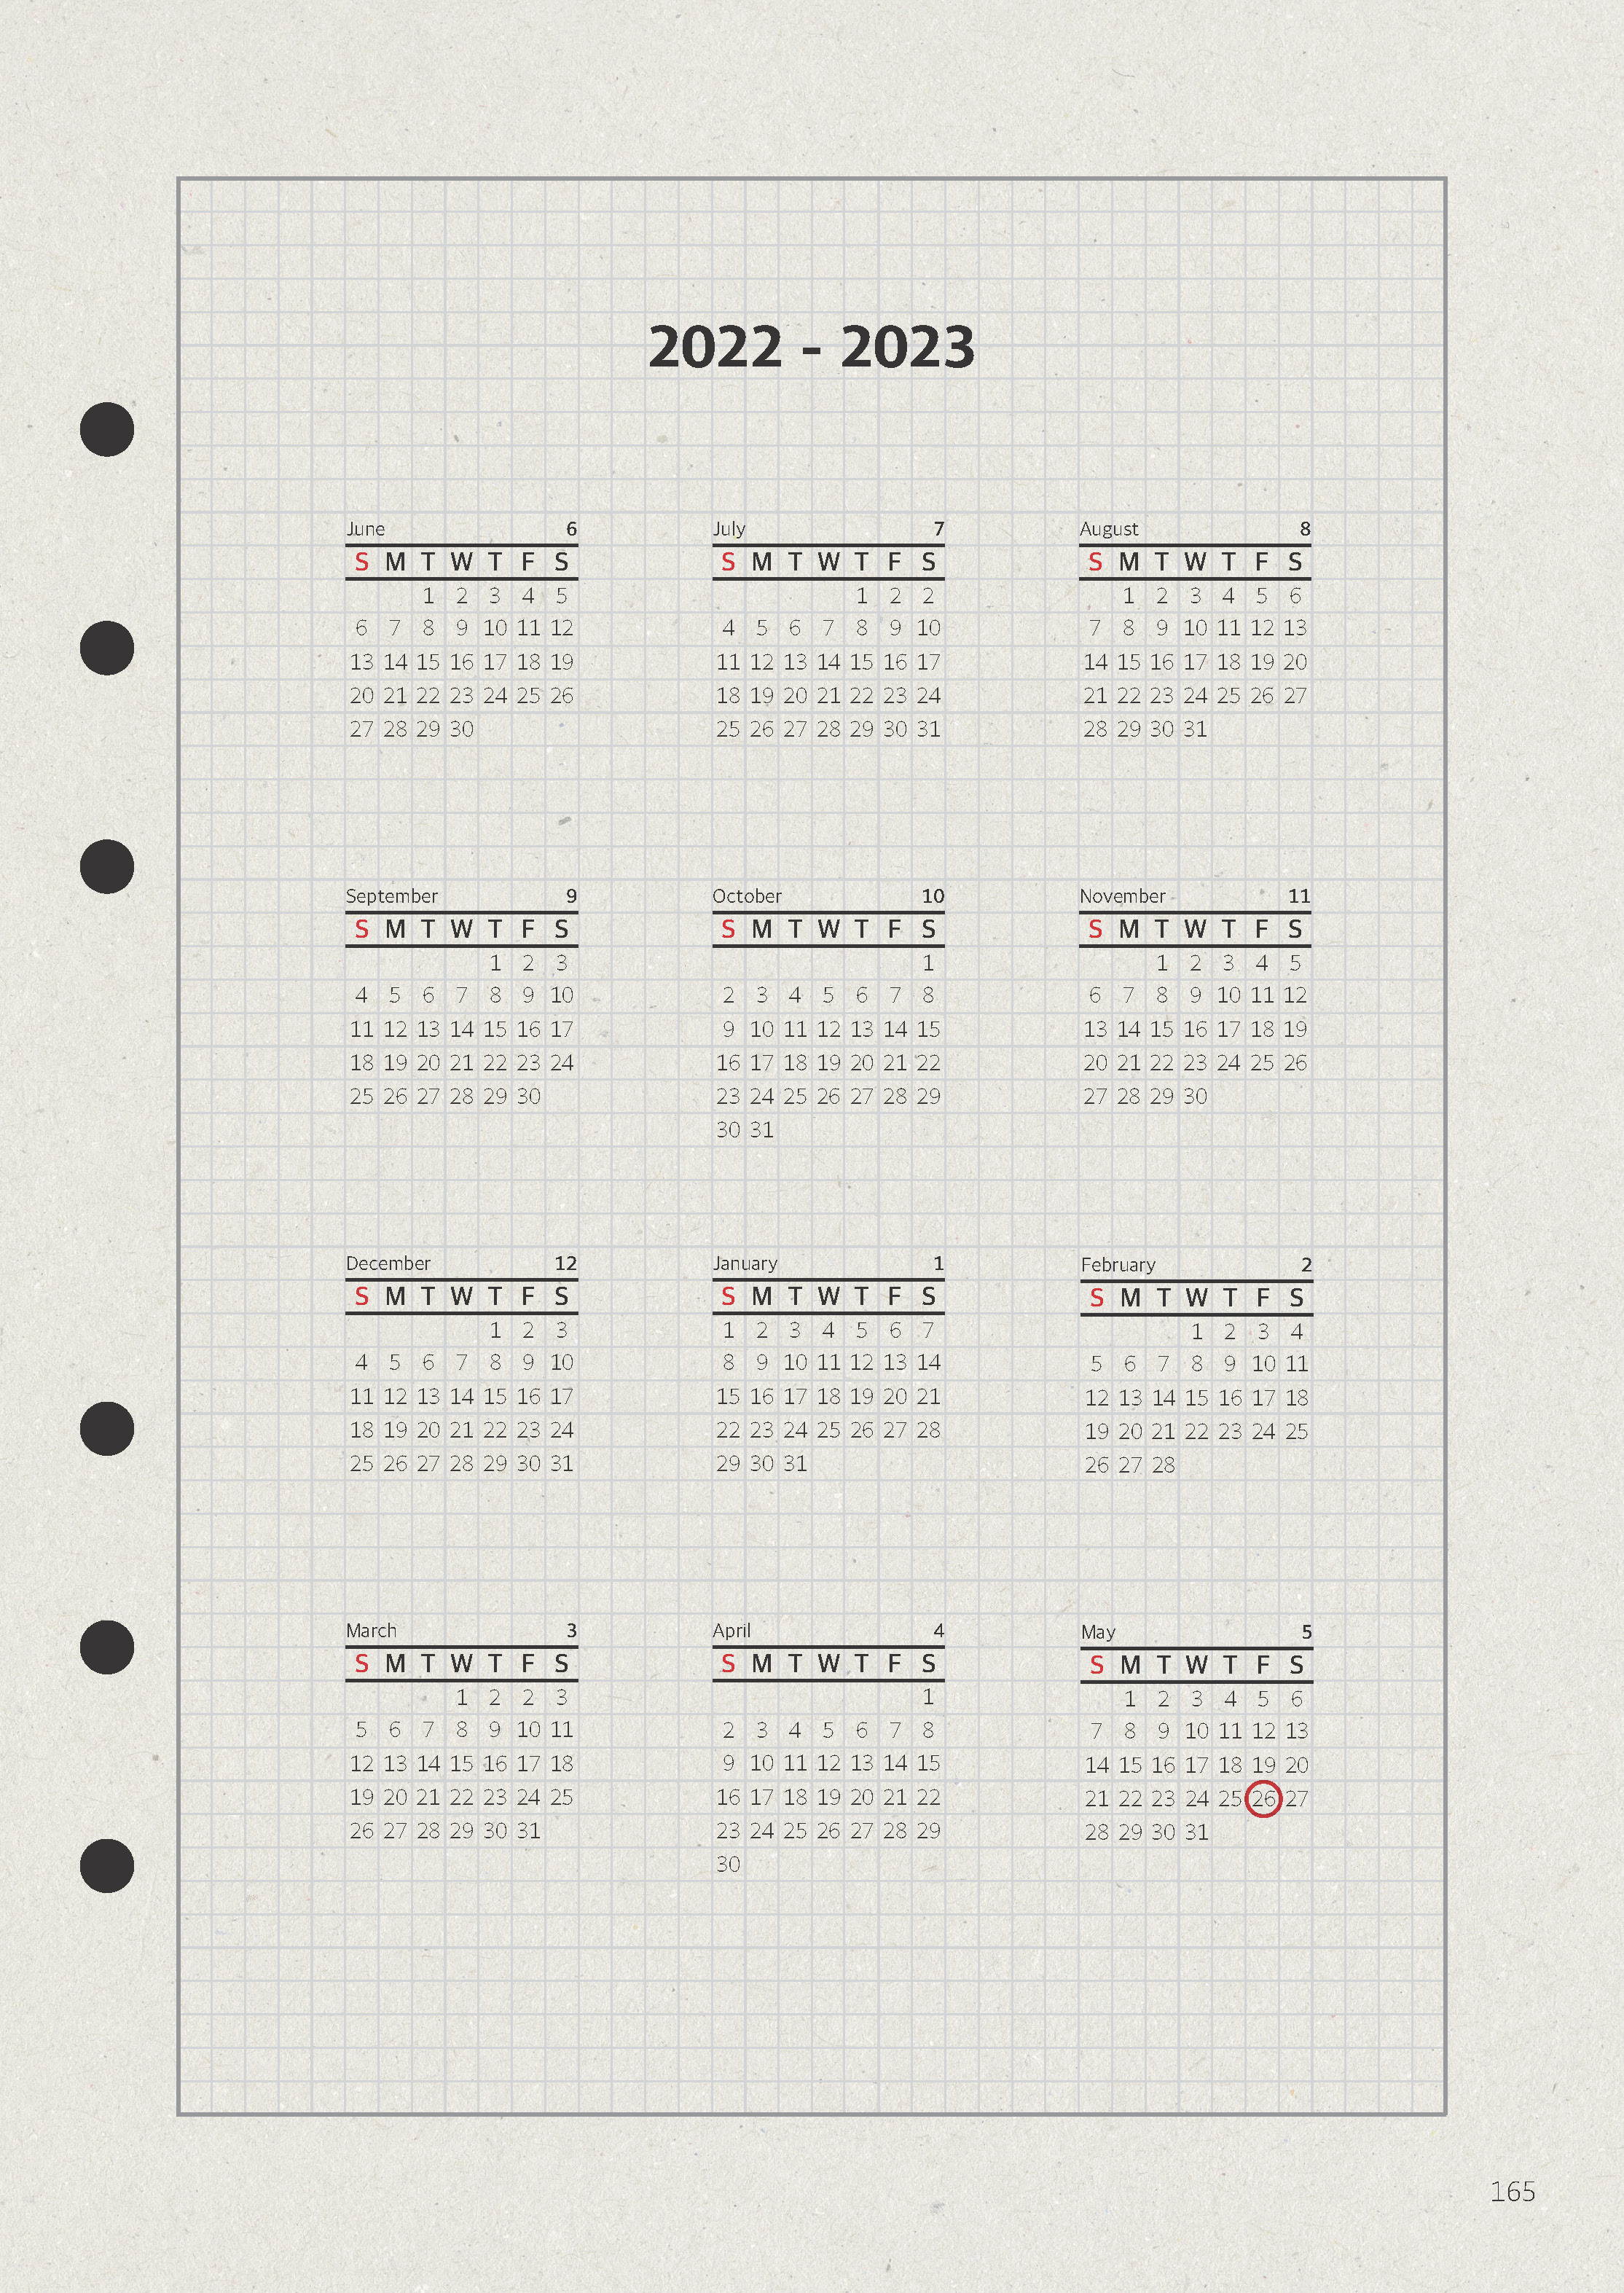 2022 - 2023
June 6
S M T W T F S
1 2 3 4 5
6 7 8 9 10 11 12
13 14 15 16 17 18 19
20 21 22 23 24 25 26
27 28 29 30
July 7
S M T W T F S
1 2 2
4 5 6 7 8 9 10
11 12 13 14 15 16 17
18 19 20 21 22 23 24
25 26 27 28 29 30 31
August 8
S M T W T F S
1 2 3 4 5 6
7 8 9 10 11 12 13
14 15 16 17 18 19 20
21 22 23 24 25 26 27
28 29 30 31
September 9
S M T W T F S
1 2 3
4 5 6 7 8 9 10
11 12 13 14 15 16 17
18 19 20 21 22 23 24
25 26 27 28 29 30
October 10
S M T W T F S
1
2 3 4 5 6 7 8
9 10 11 12 13 14 15
16 17 18 19 20 21 22
23 24 25 26 27 28 29
30 31
November 11
S M T W T F S
1 2 3 4 5
6 7 8 9 10 11 12
13 14 15 16 17 18 19
20 21 22 23 24 25 26
27 28 29 30
December 12
S M T W T F S
1 2 3
4 5 6 7 8 9 10
11 12 13 14 15 16 17
18 19 20 21 22 23 24
25 26 27 28 29 30 31
January 1
S M T W T F S
1 2 3 4 5 6 7
8 9 10 11 12 13 14
15 16 17 18 19 20 21
22 23 24 25 26 27 28
29 30 31
February 2
S M T W T F S
1 2 3 4
5 6 7 8 9 10 11
12 13 14 15 16 17 18
19 20 21 22 23 24 25
26 27 28
March 3
S M T W T F S
1 2 2 3
5 6 7 8 9 10 11
12 13 14 15 16 17 18
19 20 21 22 23 24 25
26 27 28 29 30 31
April 4
S M T W T F S
1
2 3 4 5 6 7 8
9 10 11 12 13 14 15
16 17 18 19 20 21 22
23 24 25 26 27 28 29
30
May 5
S M T W T F S
1 2 3 4 5 6
7 8 9 10 11 12 13
14 15 16 17 18 19 20
21 22 23 24 25 26 27
28 29 30 31
165